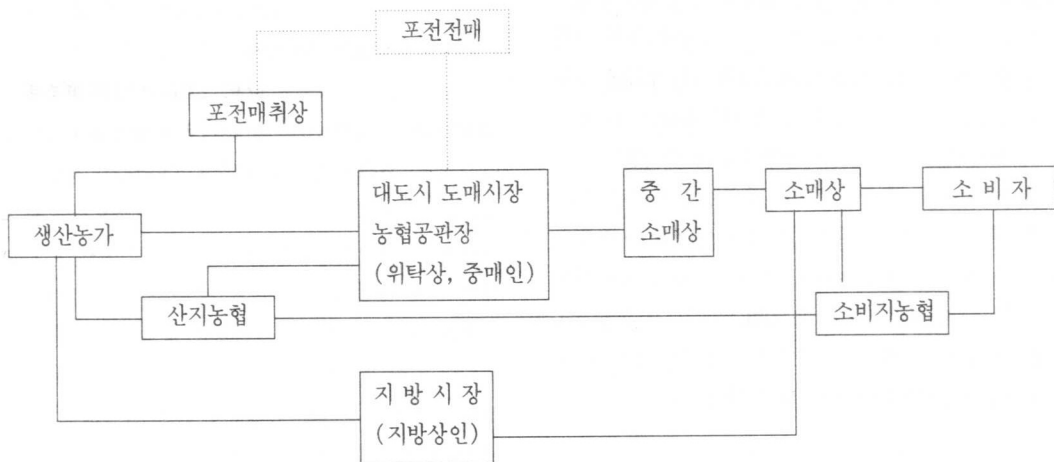 포전전매
포전매취상
대도시 도매시장
농협공판장
(위탁상, 중매인)
중 간
소매상
소매상
소 비 자
생산농가
산지농협
소비지농협
지 방 시 장
(지방상인)